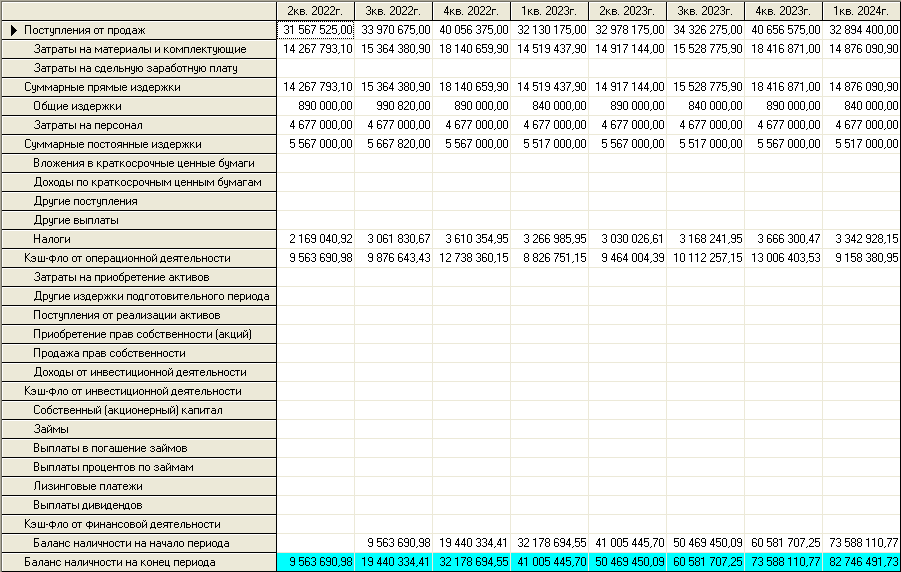 2кв. 2022г. 3кв. 2022г. 4кв. 2022г. 1кв. 2023г. 2кв. 2023г. 3кв. 2023г. 4кв. 2023г. 1кв. 2024г.
Поступления от продаж 31 567 525,00 33 970 675,00 40 056 375,00 32 130 175,00 32 978 175,00 34 326 275,00 40 656 575,00 32 894 400,00
Затраты на материалы и комплектующие 14 267 793,10 15 364 380,90 18 140 659,90 14 519 437,90 14 917 144,00 15 528 775,90 18 416 871,00 14 876 090,90
Затраты на сдельную заработную плату
Суммарные прямые издержки 14 267 793,10 15 364 380,90 18 140 659,90 14 519 437,90 14 917 144,00 15 528 775,90 18 416 871,00 14 876 090,90
Общие издержки 890 000,00 990 820,00 890 000,00 840 000,00 890 000,00 840 000,00 890 000,00 840 000,00
Затраты на персонал 4 677 000,00 4 677 000,00 4 677 000,00 4 677 000,00 4 677 000,00 4 677 000,00 4 677 000,00 4 677 000,00
Суммарные постоянные издержки 5 567 000,00 5 667 820,00 5 567 000,00 5 517 000,00 5 567 000,00 5 517 000,00 5 567 000,00 5 517 000,00
Вложения в краткосрочные ценные бумаги
Доходы по краткосрочным ценным бумагам
Другие поступления
Другие выплаты
Налоги 2 169 040,92 3 061 830,67 3 610 354,95 3 266 985,95 3 030 026,61 3 168 241,95 3 666 300,47 3 342 928,15
Кэш-фло от операционной деятельности 9 563 690,98 9 876 643,43 12 738 360,15 8 826 751,15 9 464 004,39 10 112 257,15 13 006 403,53 9 158 380,95
Затраты на приобретение активов
Другие издержки подготовительного периода
Поступления от реализации активов
Приобретение прав собственности (акций)
Продажа прав собственности
Доходы от инвестиционной деятельности
Кэш-фло от инвестиционной деятельности
Собственный (акционерный) капитал
Займы
Выплаты в погашение займов
Выплаты процентов по займам
Лизинговые платежи
Выплаты дивидендов
Кэш-фло от финансовой деятельности
Баланс наличности на начало периода 9 563 690,98 19 440 334,41 32 178 694,55 41 005 445,70 50 469 450,09 60 581 707,25 73 588 110,77
Баланс наличности на конец периода 9 563 690,98 19 440 334,41 32 178 694,55 41 005 445,70 50 469 450,09 60 581 707,25 73 588 110,77 82 746 491,73